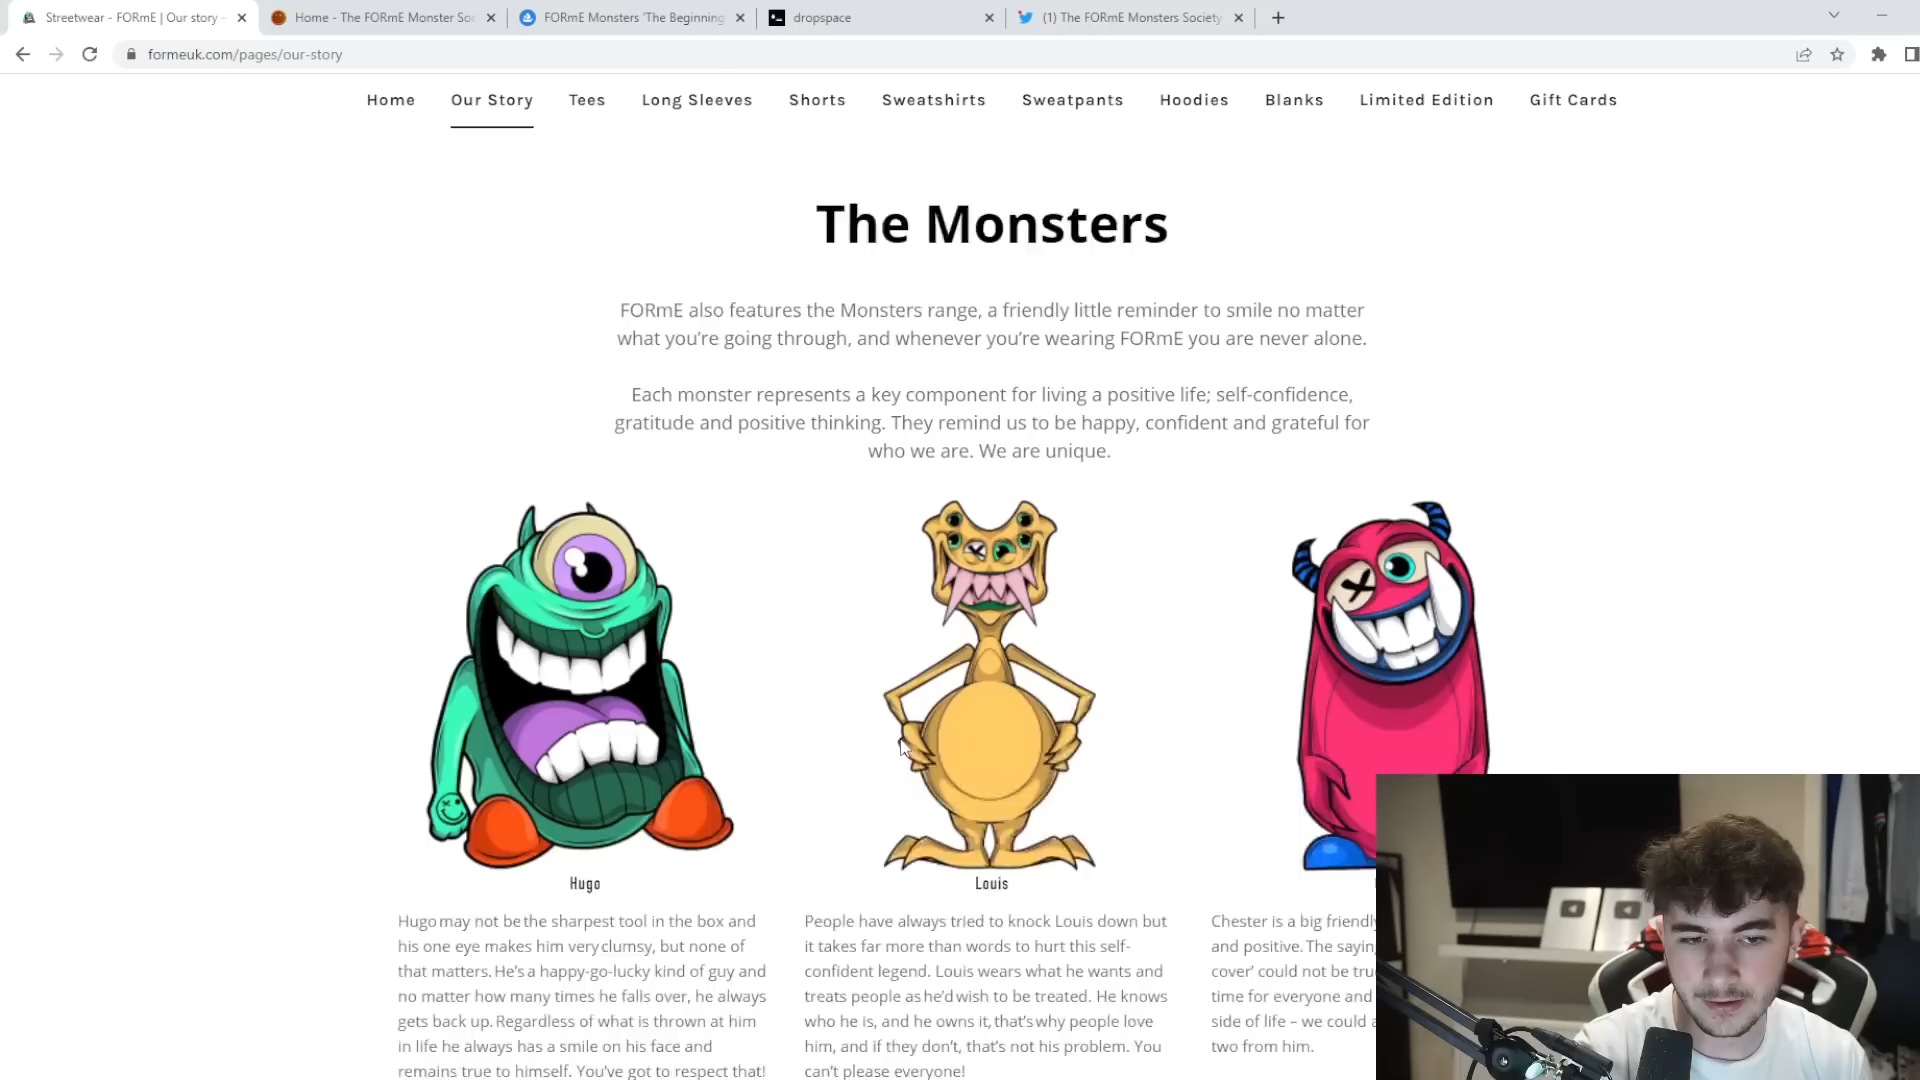 Streetwear - FORmE | Our story –
Home - The FORmE Monster Soc
FORmE Monsters 'The Beginning
dropspace
(1) The FORmE Monsters Society
formeuk.com/pages/our-story
Home Our Story Tees Long Sleeves Shorts Sweatshirts Sweatpants Hoodies Blanks Limited Edition Gift Cards
The Monsters
FORmE also features the Monsters range, a friendly little reminder to smile no matter
what you’re going through, and whenever you’re wearing FORmE you are never alone.
Each monster represents a key component for living a positive life; self-confidence,
gratitude and positive thinking. They remind us to be happy, confident and grateful for
who we are. We are unique.
Hugo
Hugo may not be the sharpest tool in the box and
his one eye makes him very clumsy, but none of
that matters. He’s a happy-go-lucky kind of guy and
no matter how many times he falls over, he always
gets back up. Regardless of what is thrown at him
in life he always has a smile on his face and
remains true to himself. You’ve got to respect that!
Louis
People have always tried to knock Louis down but
it takes far more than words to hurt this self-
confident legend. Louis wears what he wants and
treats people as he’d wish to be treated. He knows
who he is, and he owns it, that’s why people love
him, and if they don’t, that’s not his problem. You
can’t please everyone!
Chester is a big friendly
and positive. The saying
cover’ could not be
time for everyone and
side of life – we could
two from him.